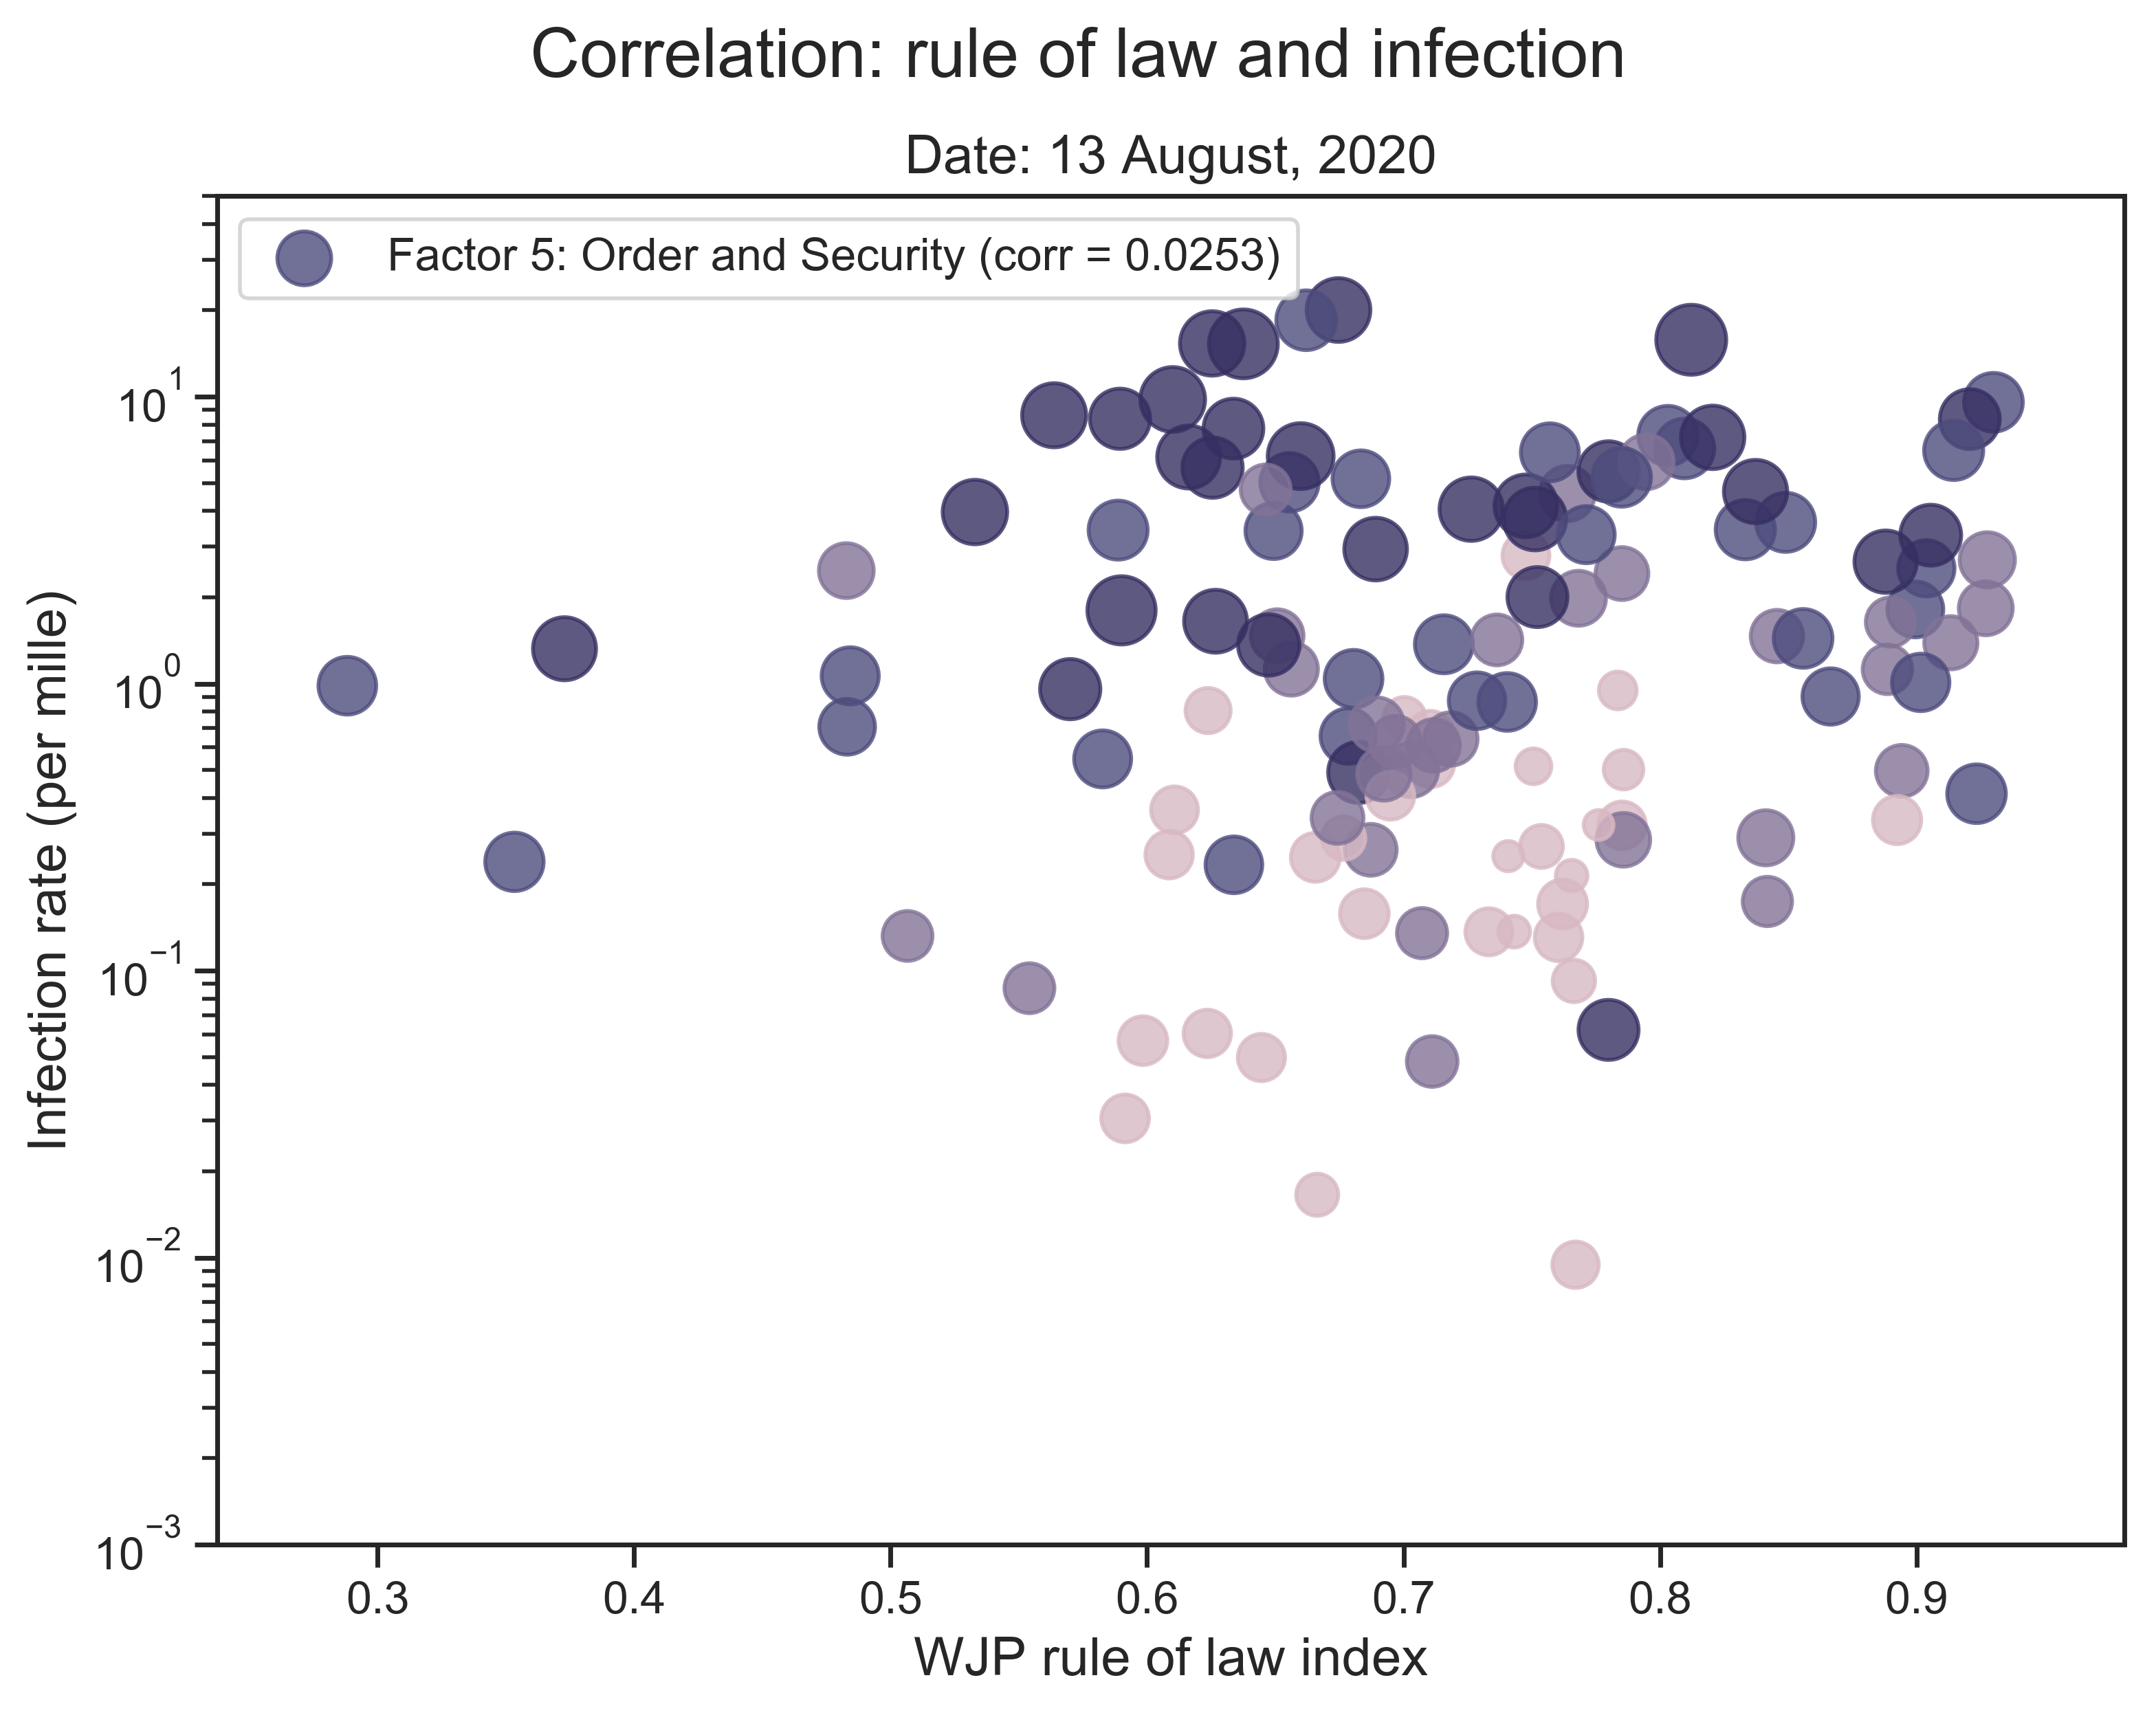 Correlation: rule of law and infection
Date: 13 August, 2020
Factor 5: Order and Security (corr = 0.0253)
Infection rate (per mille)
10¹
10⁰
10⁻¹
10⁻²
10⁻³
0.3 0.4 0.5 0.6 0.7 0.8 0.9
WJP rule of law index